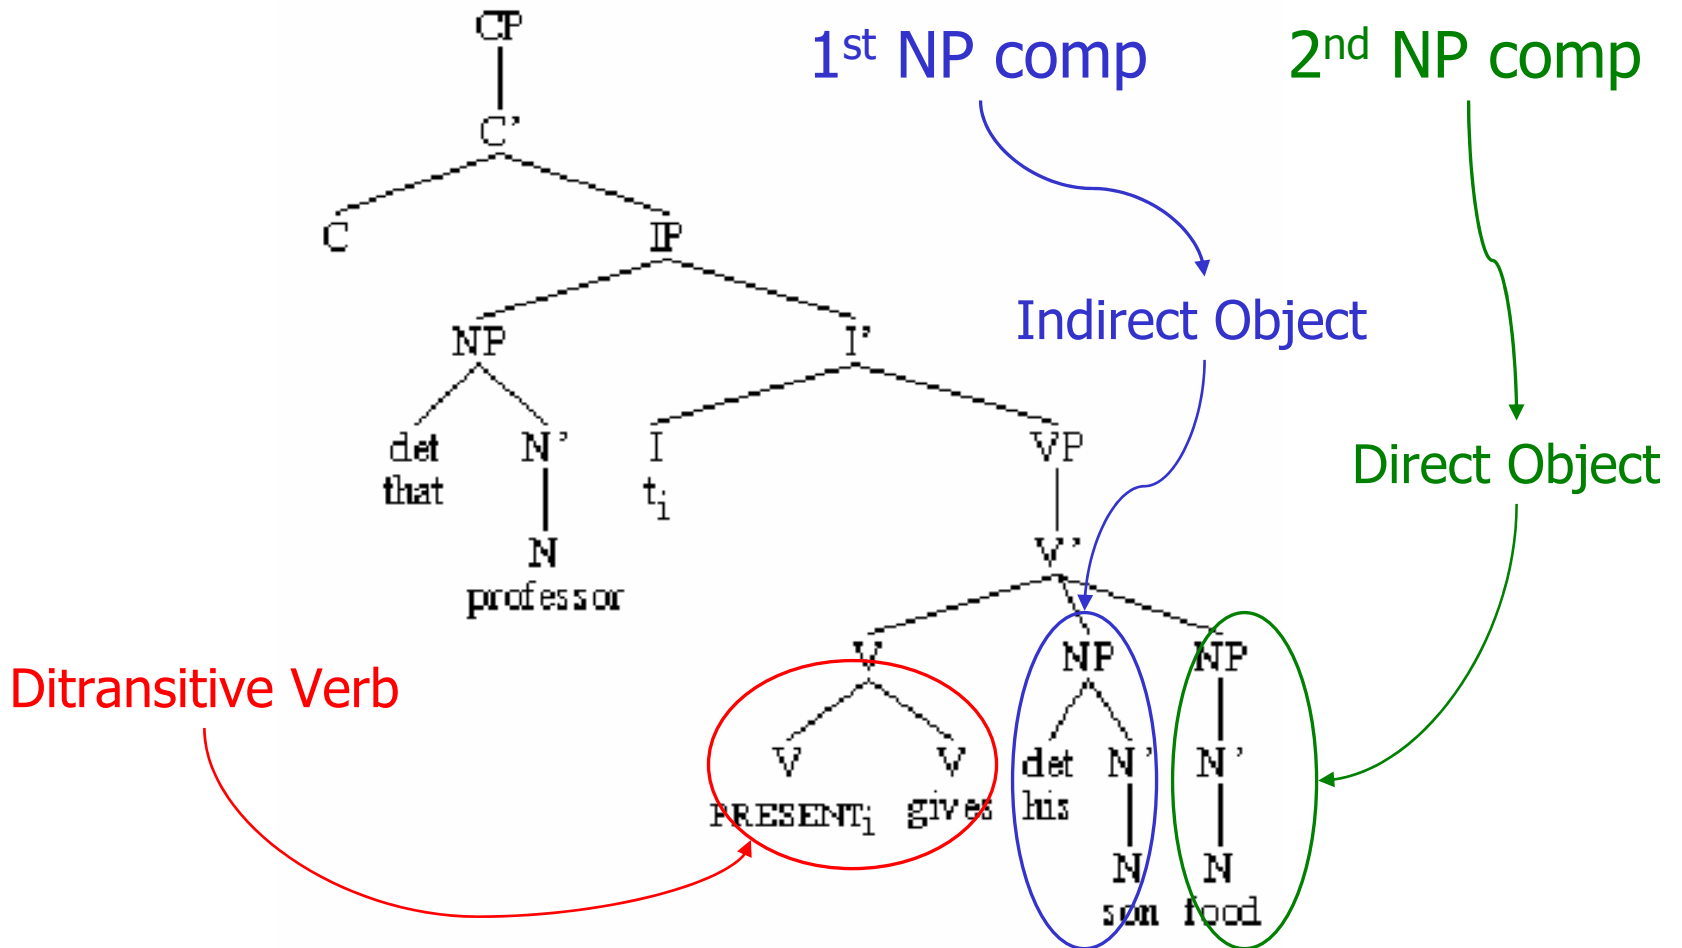 CP
1st NP comp
2nd NP comp
C'
C
IP
Indirect Object
NP
I'
det
N'
I
VP
that
ti
Direct Object
N
V'
professor
V
NP
NP
Ditransitive Verb
V
V
det
N'
N'
PRESENTi
gives
his
N
N
son
food